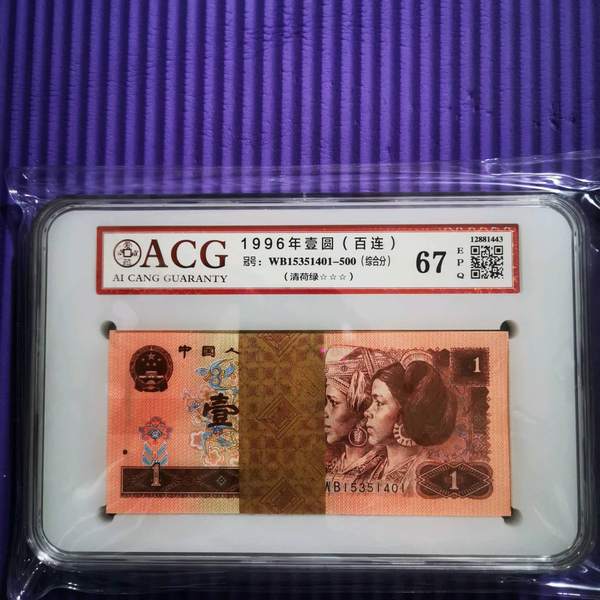 ACG
AI CANG GUARANTY
1996年壹圆（百连）
冠号：WB15351401-500（综合分）
（清荷绿☆☆☆）
67
EPQ
12881443
中国人
壹
1
1
1
WB15351401